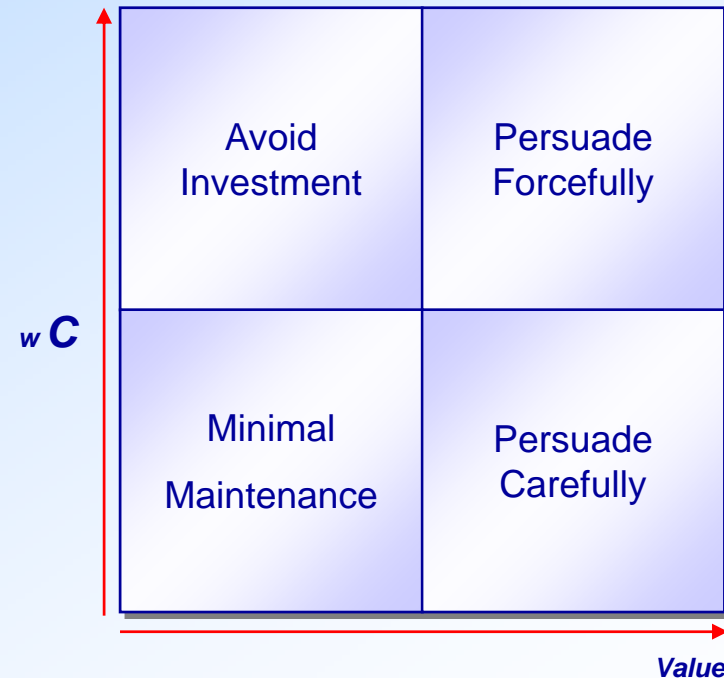 Avoid
Investment
Persuade
Forcefully
w C
Minimal
Maintenance
Persuade
Carefully
Value